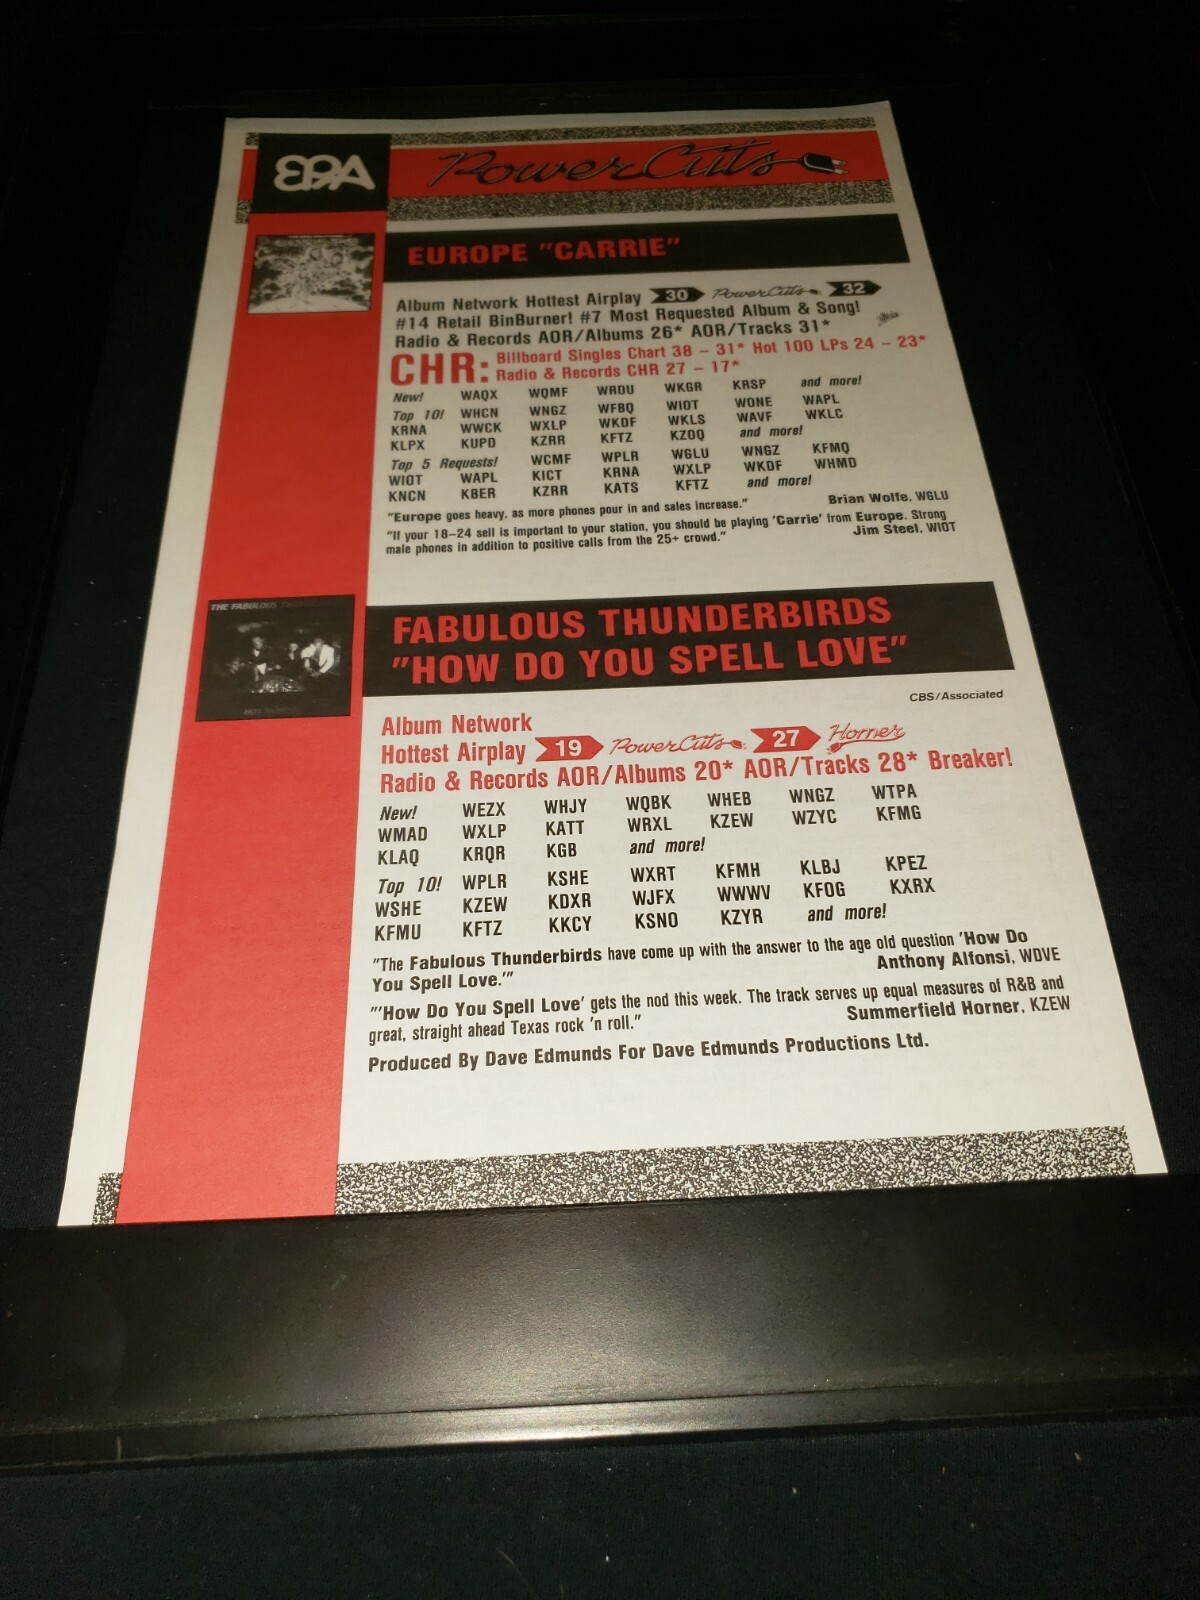 EPA
PowerCuts
EUROPE "CARRIE"
Album Network Hottest Airplay 30 PowerCuts 32
#14 Retail BinBurner! #7 Most Requested Album & Song!
Radio & Records AOR/Albums 26* AOR/Tracks 31*
CHR: Billboard Singles Chart 38 – 31* Hot 100 LPs 24 – 23*
Radio & Records CHR 27 – 17*
New! WAQX WQMF WRDU WKGR KRSP and more!
Top 10! WHCN WNGZ WFBQ WIOT WONE WAPL
KRNA WWCK WXLP WKDF WKLS WAVF WKLC
KLPX KUPD KZRR KFTZ KZOQ and more!
Top 5 Requests! WCMF WPLR WGLU WNGZ KFMQ
WIOT WAPL KICT KRNA WXLP WKDF WHMD
KNCN KBER KZRR KATS KFTZ and more!
"Europe goes heavy, as more phones pour in and sales increase." Brian Wolfe, WGLU
"If your 18–24 sell is important to your station, you should be playing 'Carrie' from Europe. Strong
male phones in addition to positive calls from the 25+ crowd." Jim Steel, WIOT
THE FABULOUS
FABULOUS THUNDERBIRDS
"HOW DO YOU SPELL LOVE"
CBS/Associated
Album Network
Hottest Airplay 19 PowerCuts 27 Horner
Radio & Records AOR/Albums 20* AOR/Tracks 28* Breaker!
New! WEZX WHJY WQBK WHEB WNGZ WTPA
WMAD WXLP KATT WRXL KZEW WZYC KFMG
KLAQ KRQR KGB and more!
Top 10! WPLR KSHE WXRT KFMH KLBJ KPEZ
WSHE KZEW KDXR WJFX WWWV KFOG KXRX
KFMU KFTZ KKCY KSNO KZYR and more!
"The Fabulous Thunderbirds have come up with the answer to the age old question 'How Do
You Spell Love.'" Anthony Alfonsi, WDVE
"'How Do You Spell Love' gets the nod this week. The track serves up equal measures of R&B and
great, straight ahead Texas rock 'n roll." Summerfield Horner, KZEW
Produced By Dave Edmunds For Dave Edmunds Productions Ltd.